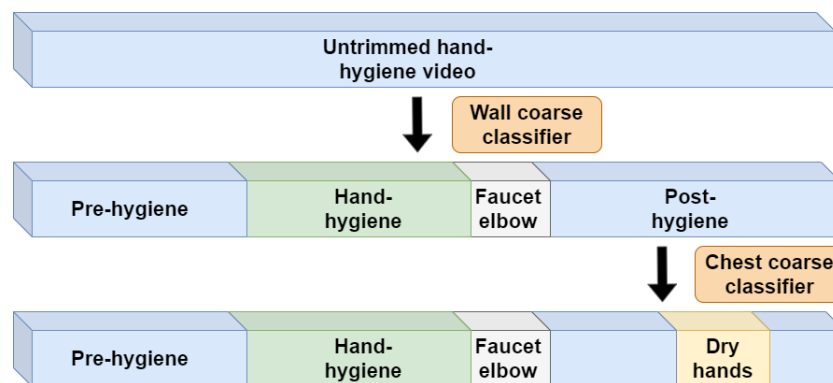 Untrimmed hand-
hygiene video
Wall coarse
classifier
Pre-hygiene
Hand-
hygiene
Faucet
elbow
Post-
hygiene
Chest coarse
classifier
Pre-hygiene
Hand-
hygiene
Faucet
elbow
Dry
hands